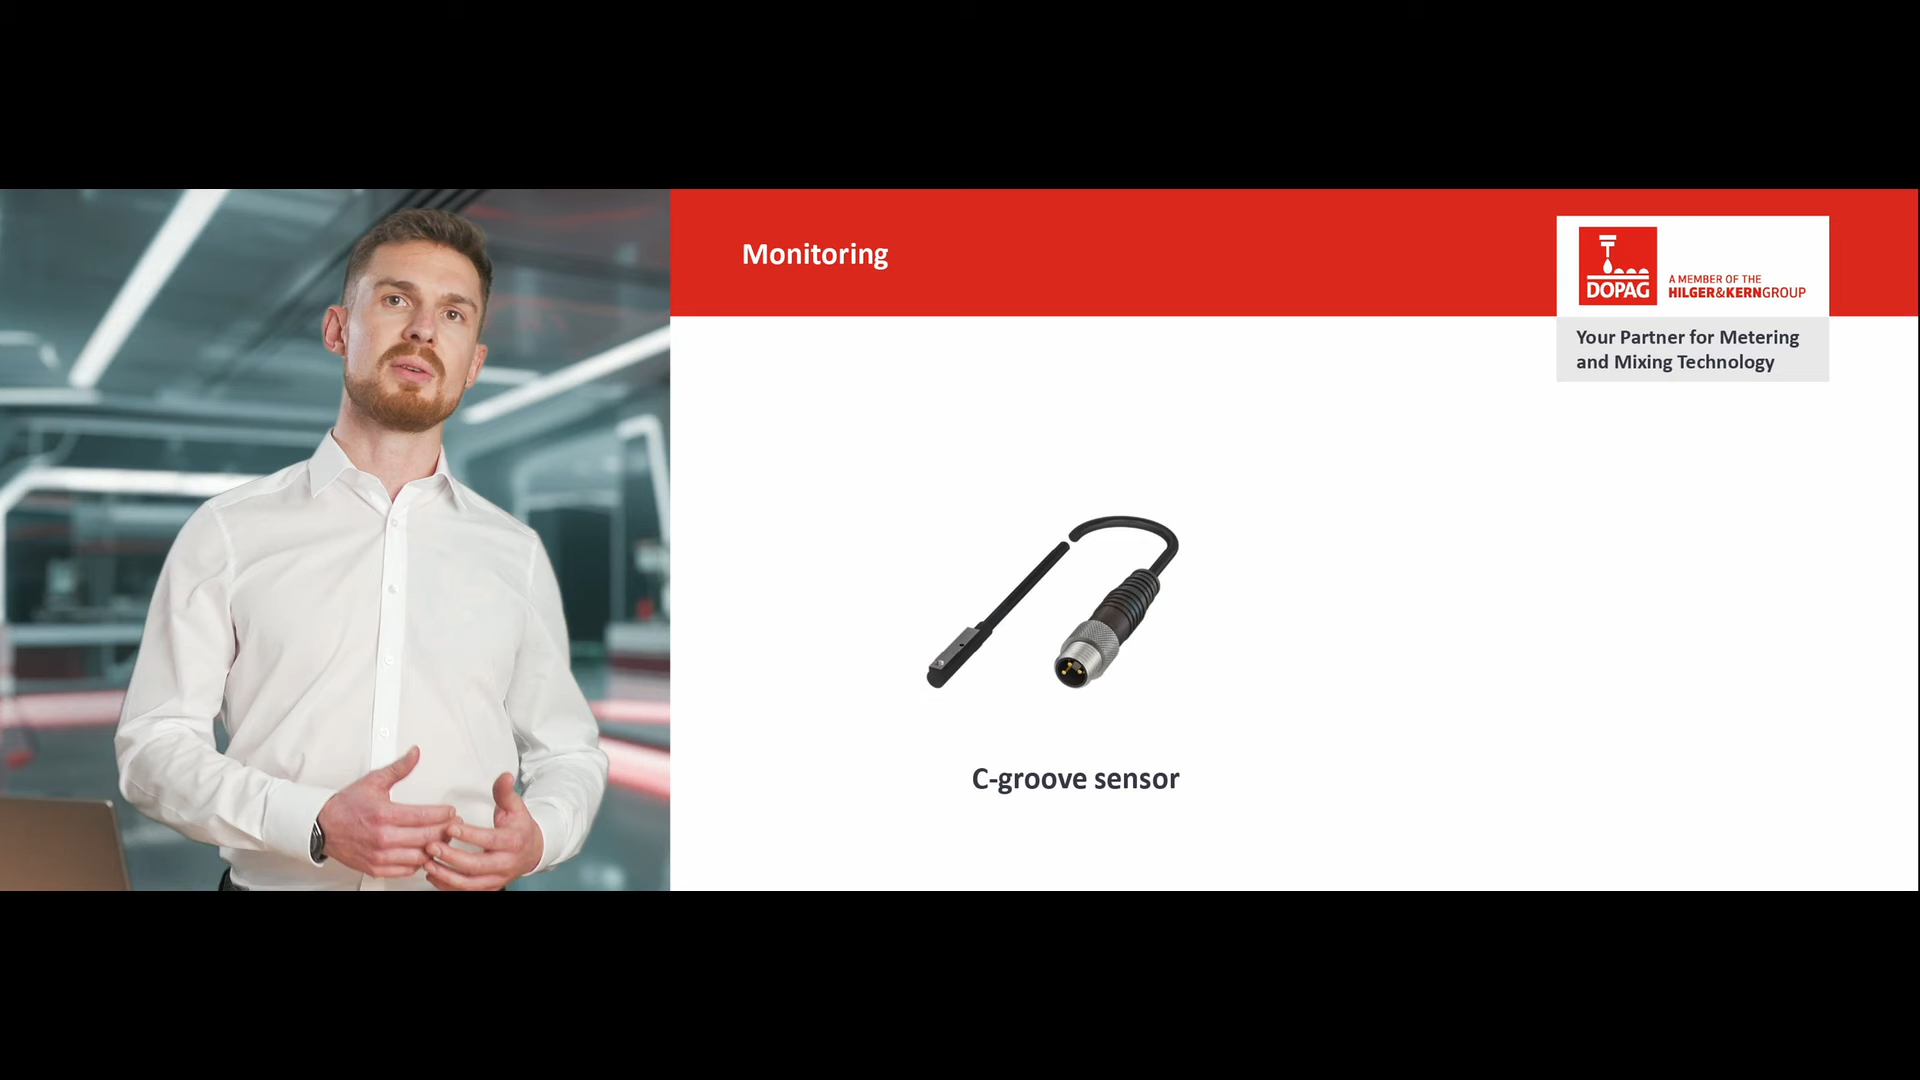 Monitoring
DOPAG
A MEMBER OF THE
HILGER&KERNGROUP
Your Partner for Metering
and Mixing Technology
C-groove sensor